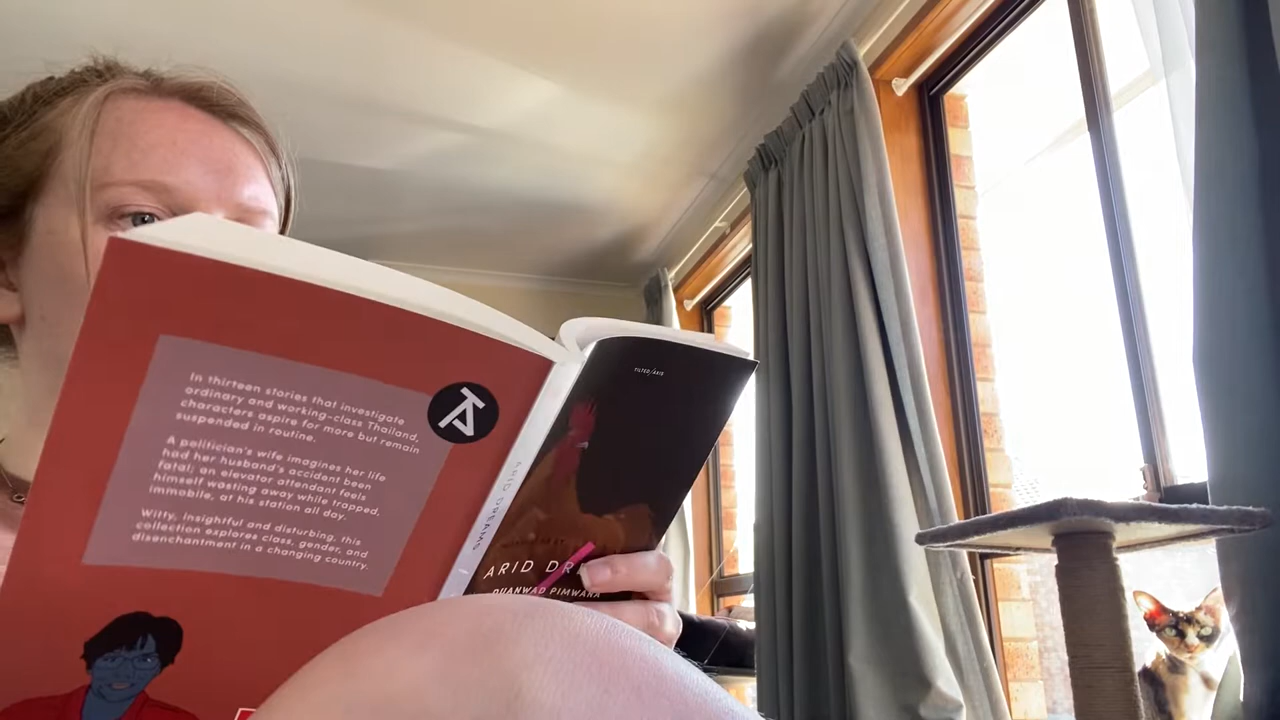 In thirteen stories that investigate
ordinary and working-class Thailand,
characters aspire for more but remain
suspended in routine.
A politician's wife imagines her life
had her husband's accident been
fatal; an elevator attendant feels
himself wasting away while trapped,
immobile, at his station all day.
Witty, insightful and disturbing, this
collection explores class, gender, and
disenchantment in a changing country.
ARID DREAMS
TILTED/AXIS
ARID DRE
DUANWAD PIMWANA